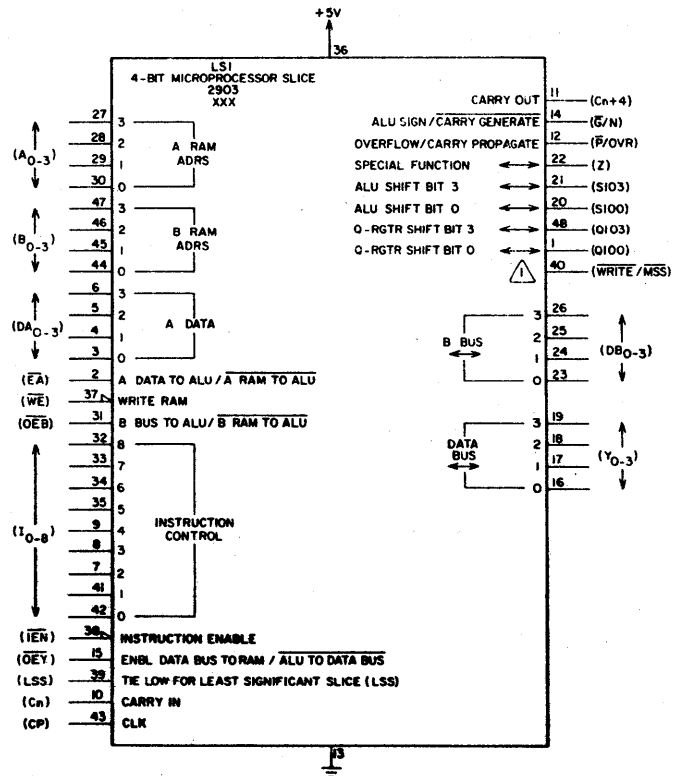 +5V
36
LSI
4-BIT MICROPROCESSOR SLICE
2903
XXX
CARRY OUT 11 (Cn+4)
27 3 ALU SIGN/CARRY GENERATE 14 (G/N)
28 2 A RAM ADRS OVERFLOW/CARRY PROPAGATE 12 (P/OVR)
(A0-3)
29 1 SPECIAL FUNCTION 22 (Z)
30 0 ALU SHIFT BIT 3 21 (SI03)
47 3 ALU SHIFT BIT 0 20 (SI00)
46 2 B RAM ADRS Q-RGTR SHIFT BIT 3 48 (QI03)
(B0-3)
45 1 Q-RGTR SHIFT BIT 0 1 (QI00)
44 0 1 40 (WRITE/MSS)
6 3
5 2 A DATA 3 26
(DA0-3)
4 1 B BUS 2 25
3 0 1 24 (DB0-3)
(EA) 2 A DATA TO ALU/A RAM TO ALU 0 23
(WE) 37 WRITE RAM
(OEB) 31 B BUS TO ALU/B RAM TO ALU 3 19
32 8 DATA BUS 2 18
33 7 1 17 (Y0-3)
34 6 0 16
35 5
(I0-8) 9 4 INSTRUCTION CONTROL
8 3
7 2
41 1
42 0
(IEN) 38 INSTRUCTION ENABLE
(OEY) 15 ENBL DATA BUS TO RAM / ALU TO DATA BUS
(LSS) 39 TIE LOW FOR LEAST SIGNIFICANT SLICE (LSS)
(Cn) 10 CARRY IN
(CP) 43 CLK
13